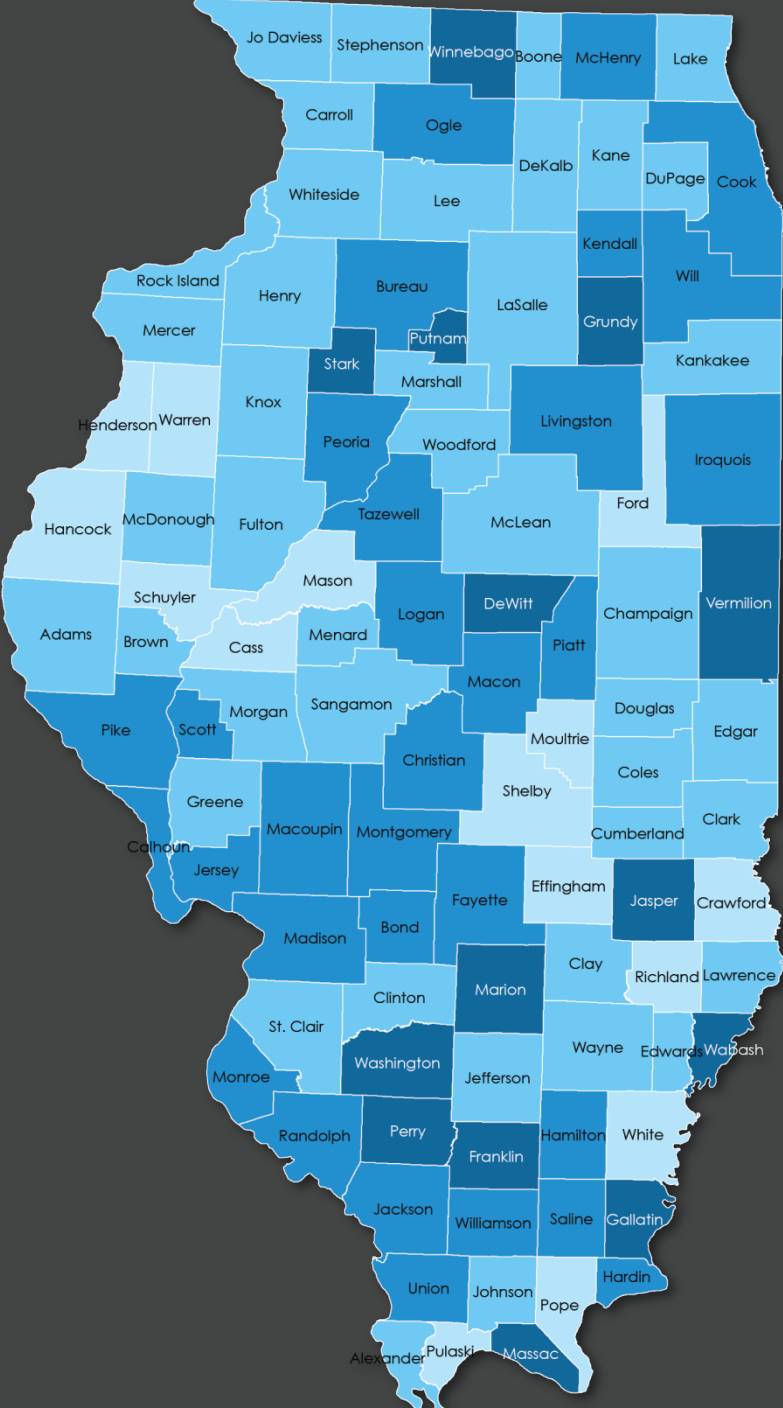 Jo Daviess
Stephenson
Winnebago
Boone
McHenry
Lake
Carroll
Ogle
DeKalb
Kane
DuPage
Cook
Whiteside
Lee
Kendall
Will
Rock Island
Henry
Bureau
LaSalle
Grundy
Mercer
Putnam
Kankakee
Stark
Marshall
Henderson
Warren
Knox
Peoria
Woodford
Livingston
Iroquois
Ford
Hancock
McDonough
Fulton
Tazewell
McLean
Schuyler
Mason
Adams
Brown
Cass
Menard
Logan
DeWitt
Piatt
Champaign
Vermilion
Macon
Pike
Scott
Morgan
Sangamon
Christian
Moultrie
Douglas
Edgar
Shelby
Coles
Greene
Calhoun
Jersey
Macoupin
Montgomery
Cumberland
Clark
Fayette
Effingham
Jasper
Crawford
Madison
Bond
Clay
Richland
Lawrence
Clinton
Marion
St. Clair
Washington
Jefferson
Wayne
Edwards
Wabash
Monroe
Randolph
Perry
Franklin
Hamilton
White
Jackson
Williamson
Saline
Gallatin
Union
Johnson
Pope
Hardin
Alexander
Pulaski
Massac